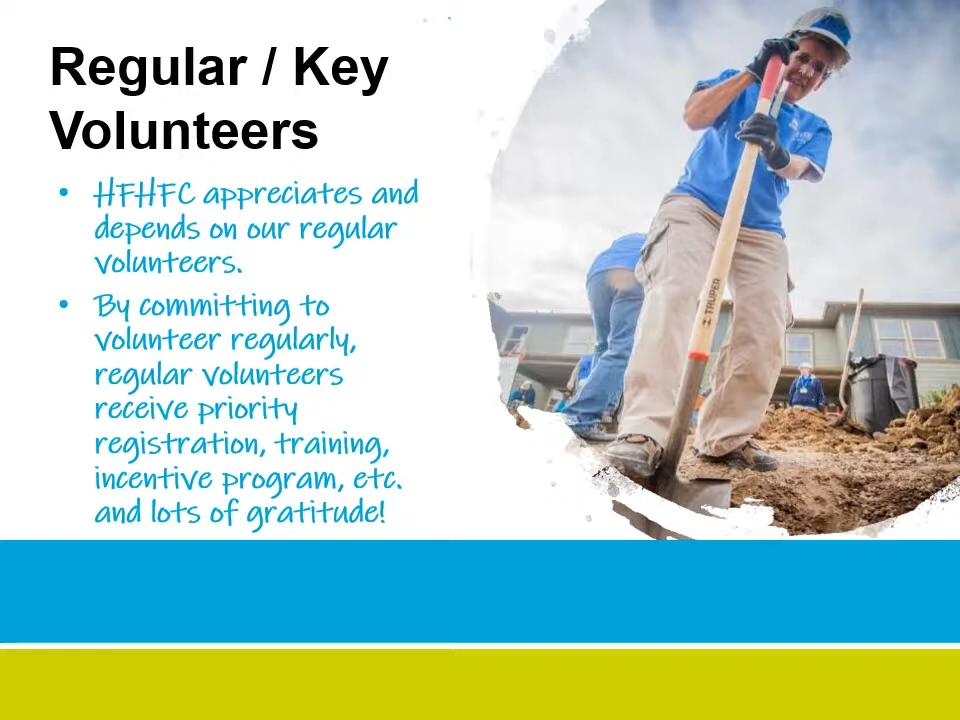 Regular / Key
Volunteers
• HFHFC appreciates and
depends on our regular
volunteers.
• By committing to
volunteer regularly,
regular volunteers
receive priority
registration, training,
incentive program, etc.
and lots of gratitude!
TRUPER